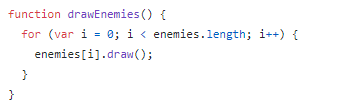 function drawEnemies() {
  for (var i = 0; i < enemies.length; i++) {
    enemies[i].draw();
  }
}